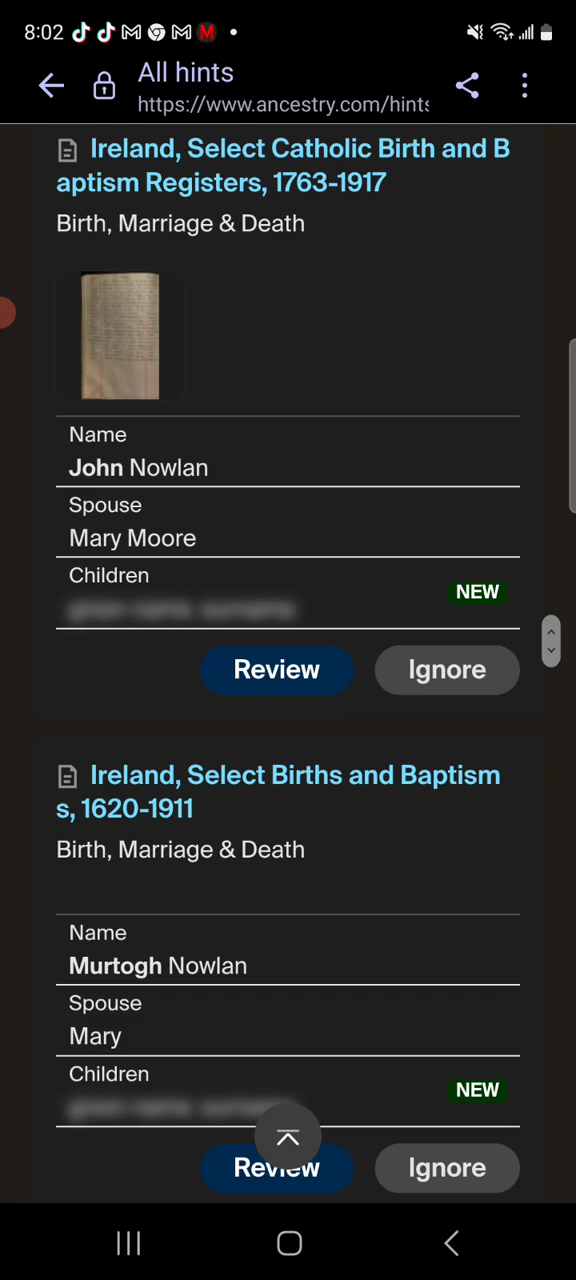 8:02
All hints
https://www.ancestry.com/hints
Ireland, Select Catholic Birth and B
aptism Registers, 1763-1917
Birth, Marriage & Death
Name
John Nowlan
Spouse
Mary Moore
Children
NEW
Review Ignore
Ireland, Select Births and Baptism
s, 1620-1911
Birth, Marriage & Death
Name
Murtogh Nowlan
Spouse
Mary
Children
NEW
Review Ignore